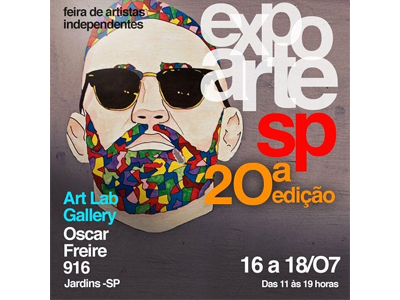 feira de artistas
independentes
expo
arte
sp
20ª
edição
Art Lab
Gallery
Oscar
Freire
916
Jardins -SP
16 a 18/07
Das 11 às 19 horas